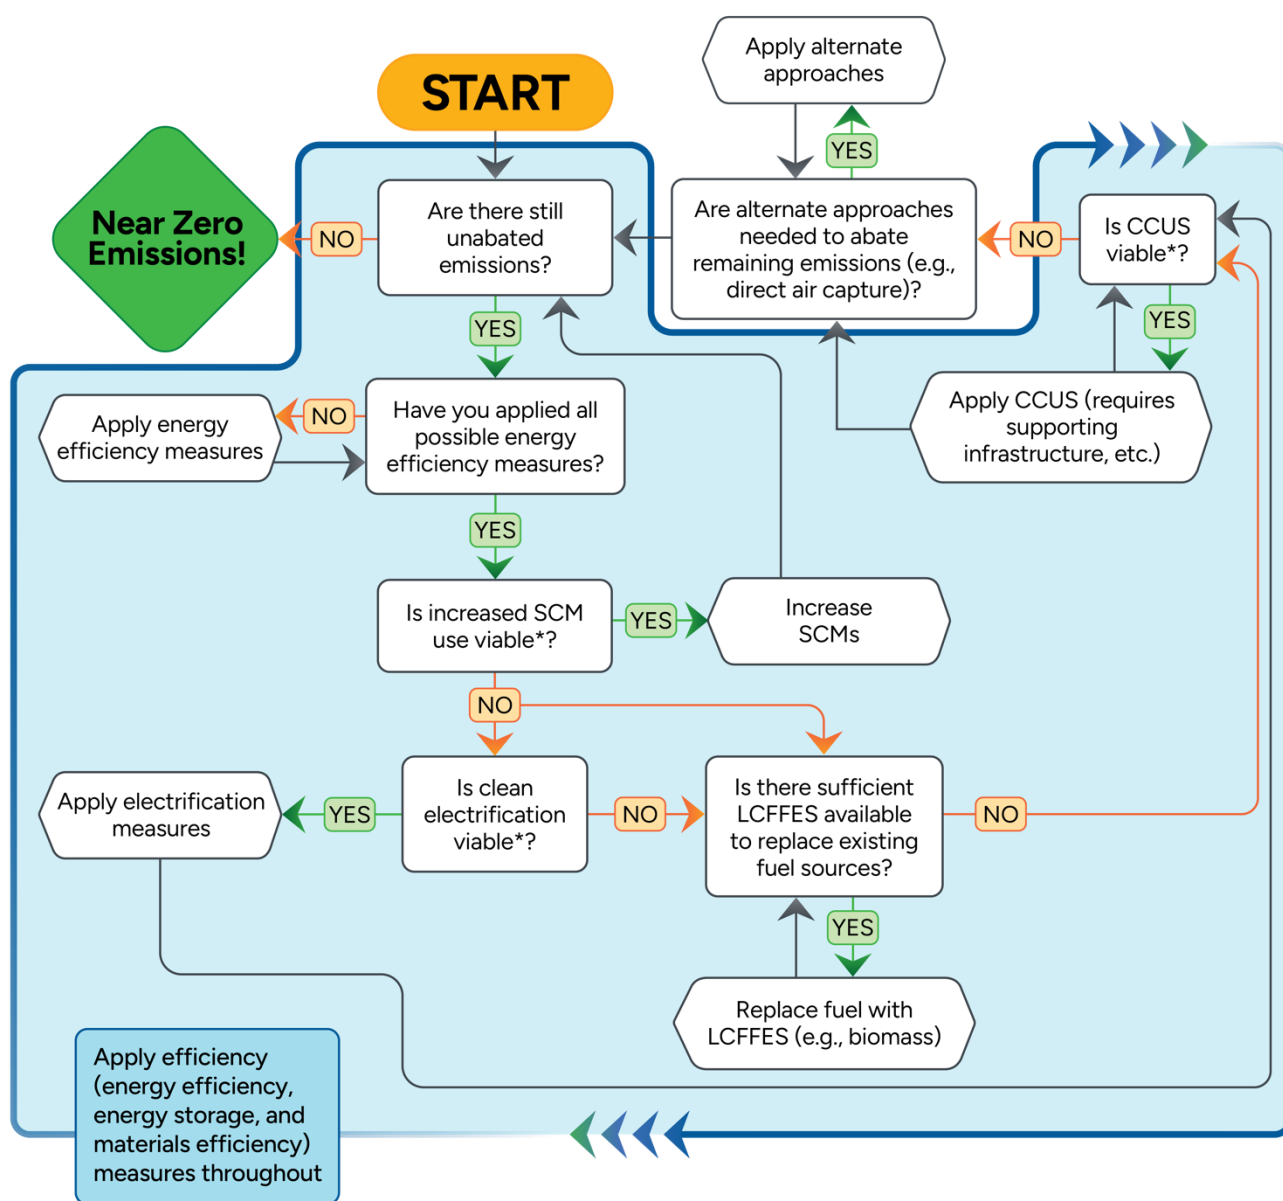 START
Apply alternate
approaches
YES
Near Zero
Emissions!
NO
Are there still
unabated
emissions?
Are alternate approaches
needed to abate
remaining emissions (e.g.,
direct air capture)?
NO
Is CCUS
viable*?
YES
YES
Apply energy
efficiency measures
NO
Have you applied all
possible energy
efficiency measures?
Apply CCUS (requires
supporting
infrastructure, etc.)
YES
Is increased SCM
use viable*?
YES
Increase
SCMs
NO
Apply electrification
measures
YES
Is clean
electrification
viable*?
NO
Is there sufficient
LCFFES available
to replace existing
fuel sources?
NO
YES
Replace fuel with
LCFFES (e.g., biomass)
Apply efficiency
(energy efficiency,
energy storage, and
materials efficiency)
measures throughout